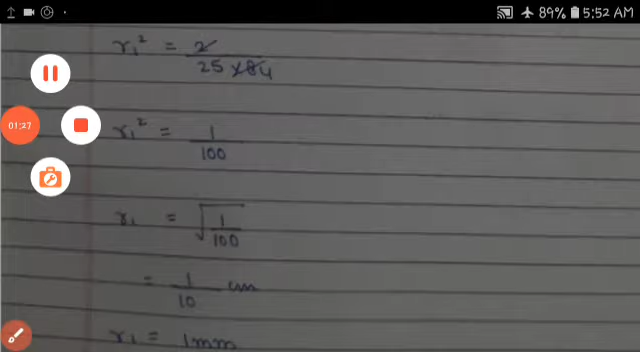 89% 5:52 AM
r₁² = 2 / 25 × 84
01:27
r₁² = 1 / 100
r₁ = √(1 / 100)
= 1 / 10 cm
r₁ = 1mm